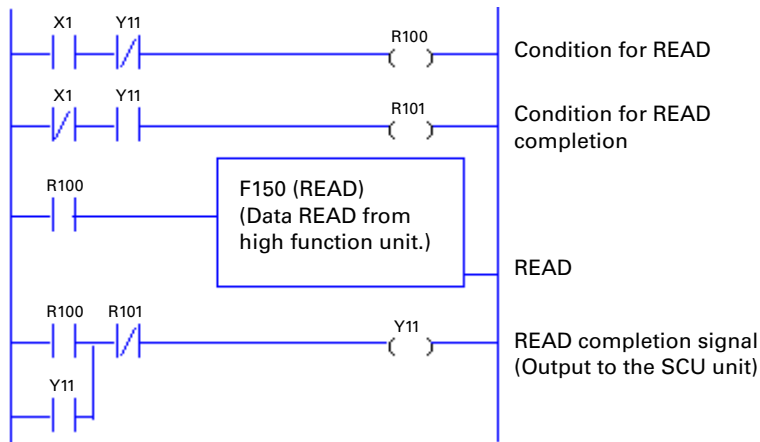 X1 Y11
R100
Condition for READ
X1 Y11
R101
Condition for READ
completion
R100
F150 (READ)
(Data READ from
high function unit.)
READ
R100 R101
Y11
READ completion signal
(Output to the SCU unit)
Y11